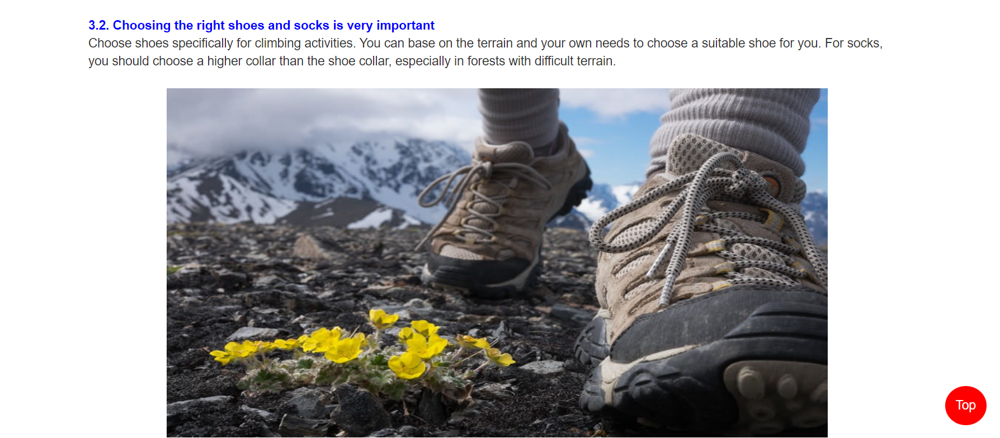 3.2. Choosing the right shoes and socks is very important
Choose shoes specifically for climbing activities. You can base on the terrain and your own needs to choose a suitable shoe for you. For socks,
you should choose a higher collar than the shoe collar, especially in forests with difficult terrain.
Top